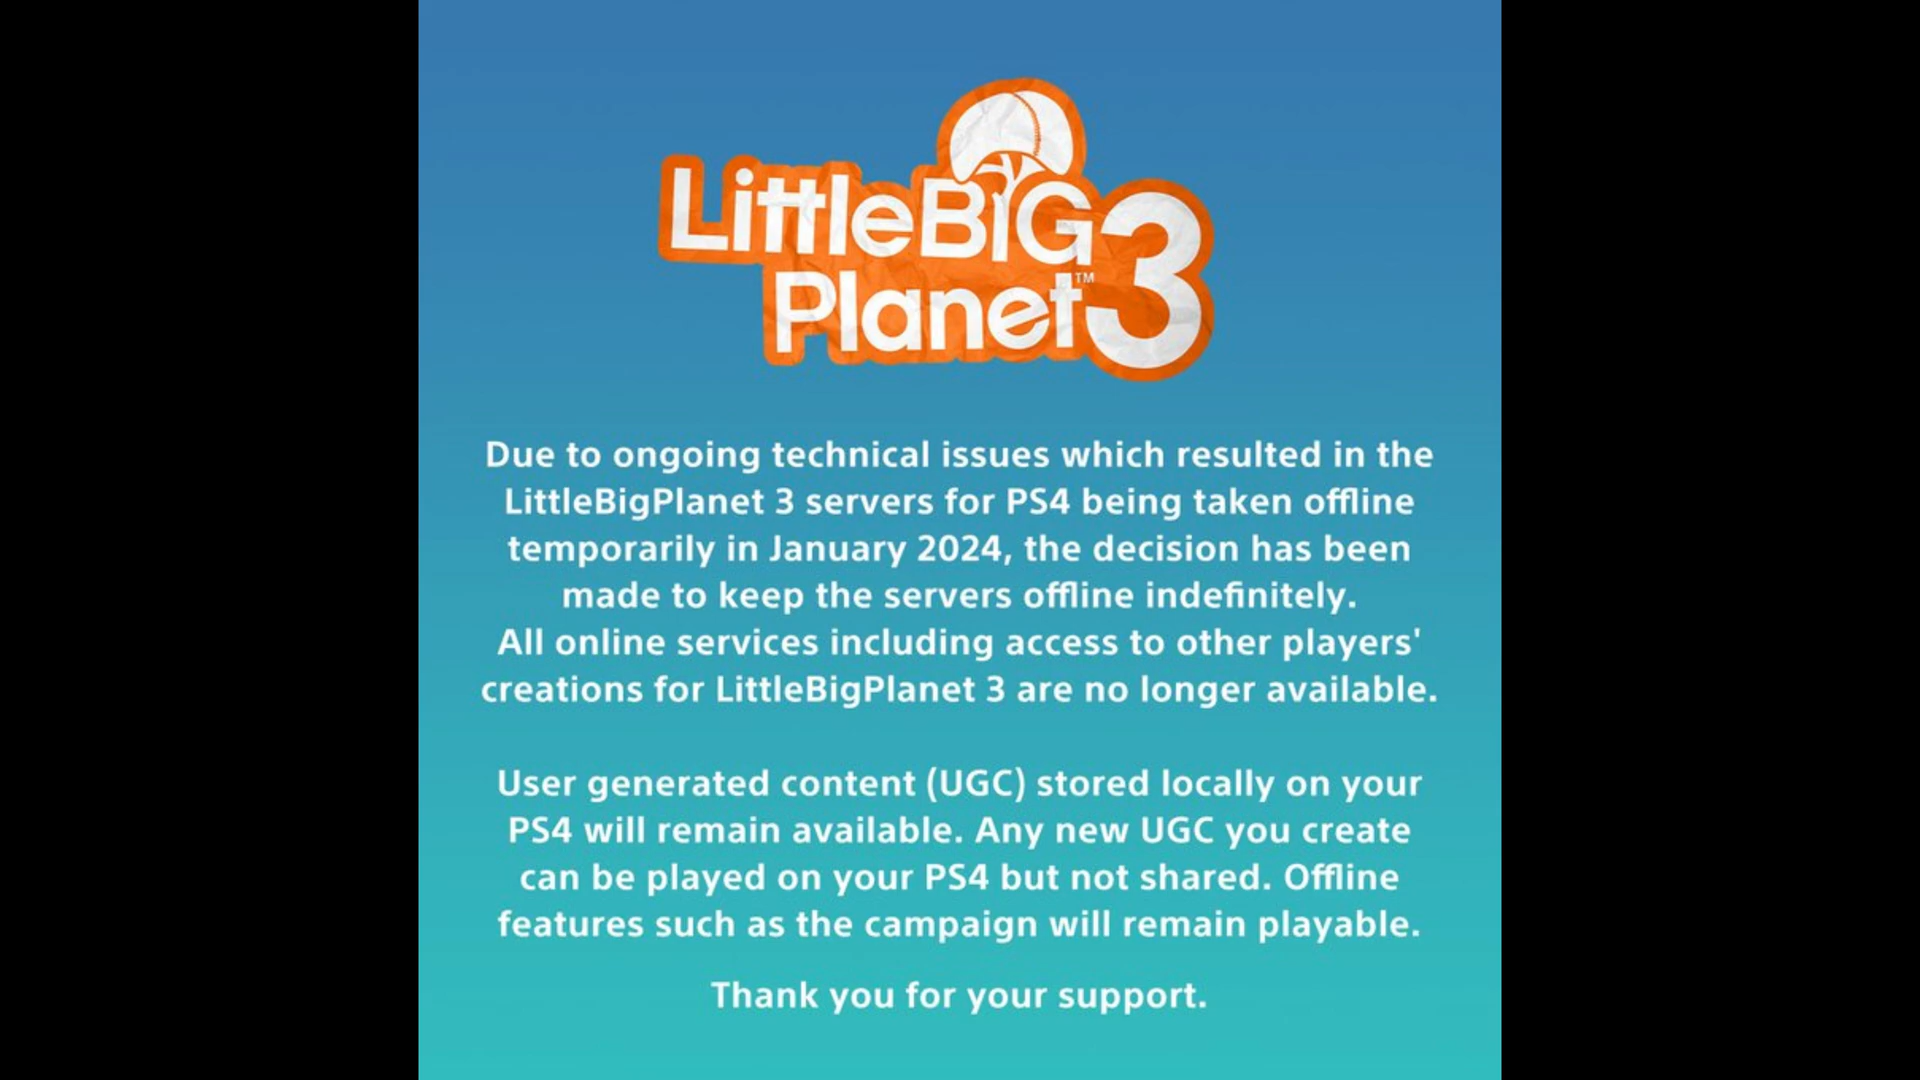 LittleBIG
Planet™3
Due to ongoing technical issues which resulted in the
LittleBigPlanet 3 servers for PS4 being taken offline
temporarily in January 2024, the decision has been
made to keep the servers offline indefinitely.
All online services including access to other players'
creations for LittleBigPlanet 3 are no longer available.
User generated content (UGC) stored locally on your
PS4 will remain available. Any new UGC you create
can be played on your PS4 but not shared. Offline
features such as the campaign will remain playable.
Thank you for your support.